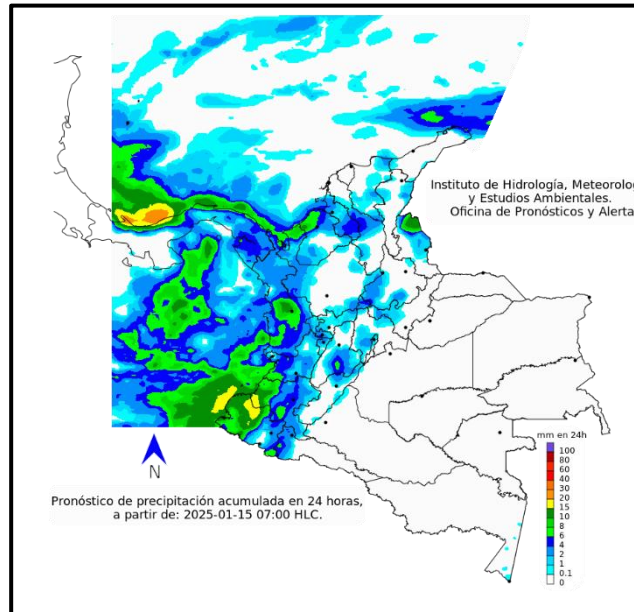 Instituto de Hidrología, Meteorolog
y Estudios Ambientales.
Oficina de Pronósticos y Alerta
N
Pronóstico de precipitación acumulada en 24 horas,
a partir de: 2025-01-15 07:00 HLC.
mm en 24h
100
80
60
40
30
20
15
10
8
6
4
2
1
0.1
0